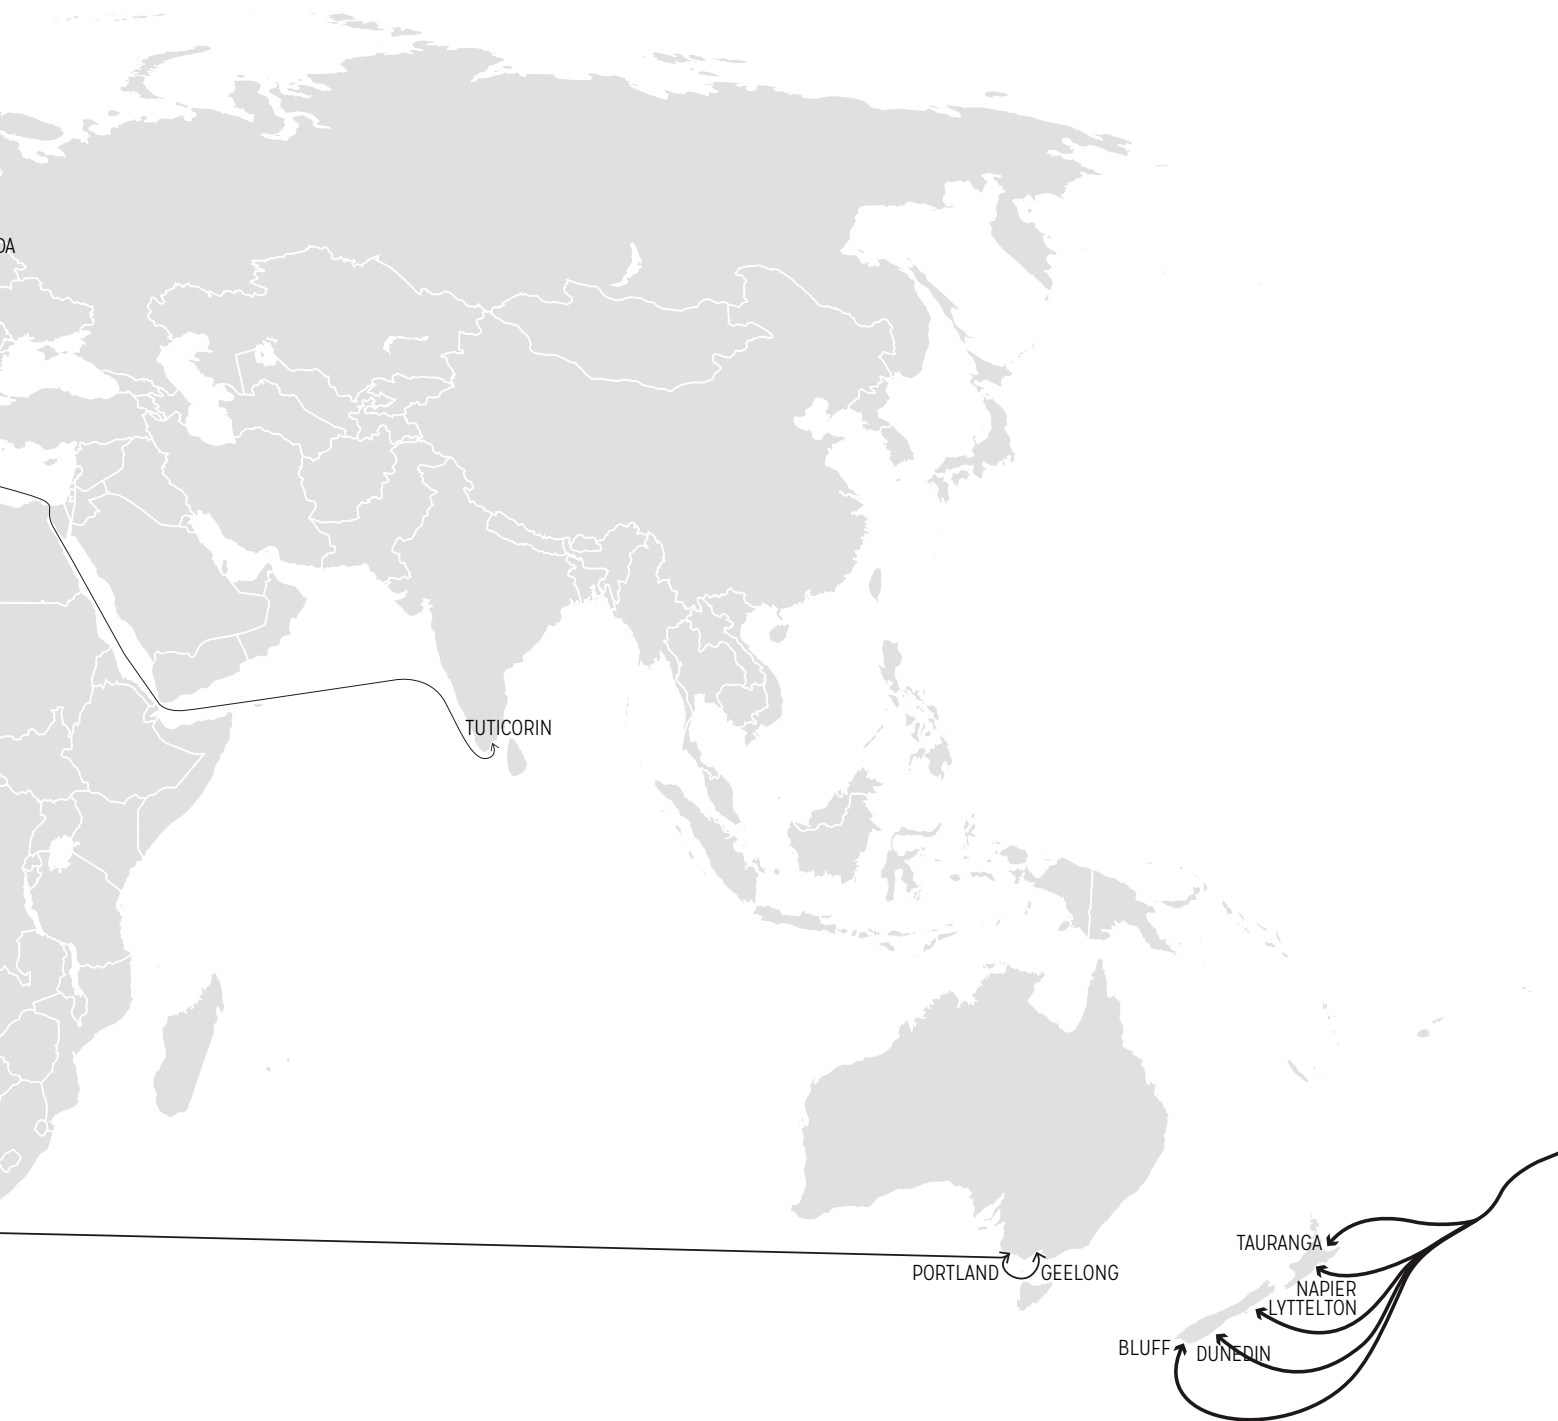 DA
TUTICORIN
TAURANGA
PORTLAND
GEELONG
NAPIER
LYTTELTON
BLUFF
DUNEDIN